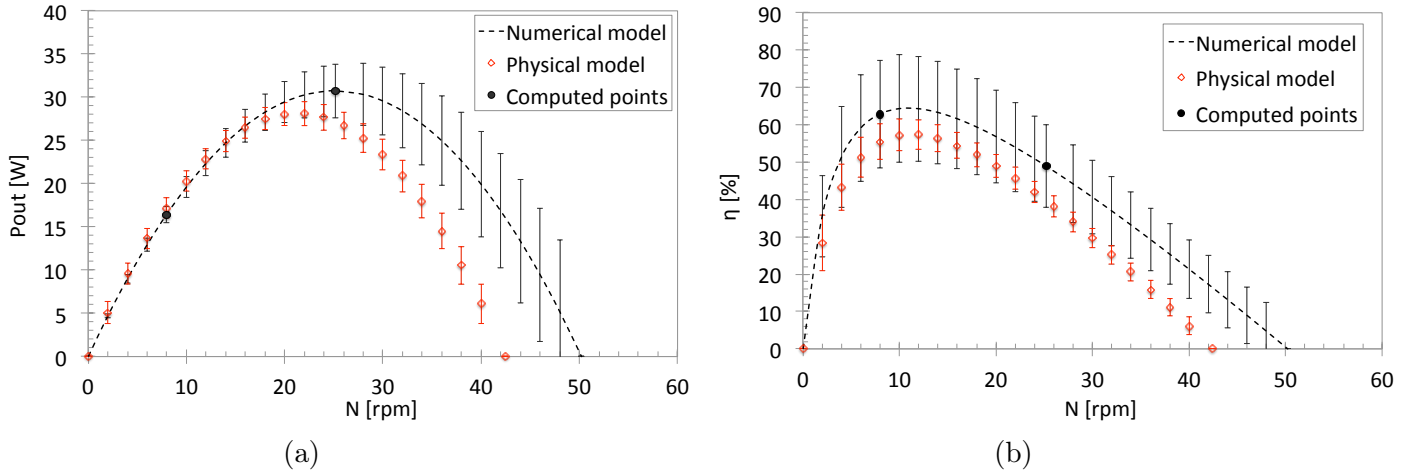 40
35
30
25
20
15
10
5
0
Pout [W]
0 10 20 30 40 50 60
N [rpm]
Numerical model
Physical model
Computed points
(a)
90
80
70
60
50
40
30
20
10
0
η [%]
0 10 20 30 40 50 60
N [rpm]
Numerical model
Physical model
Computed points
(b)